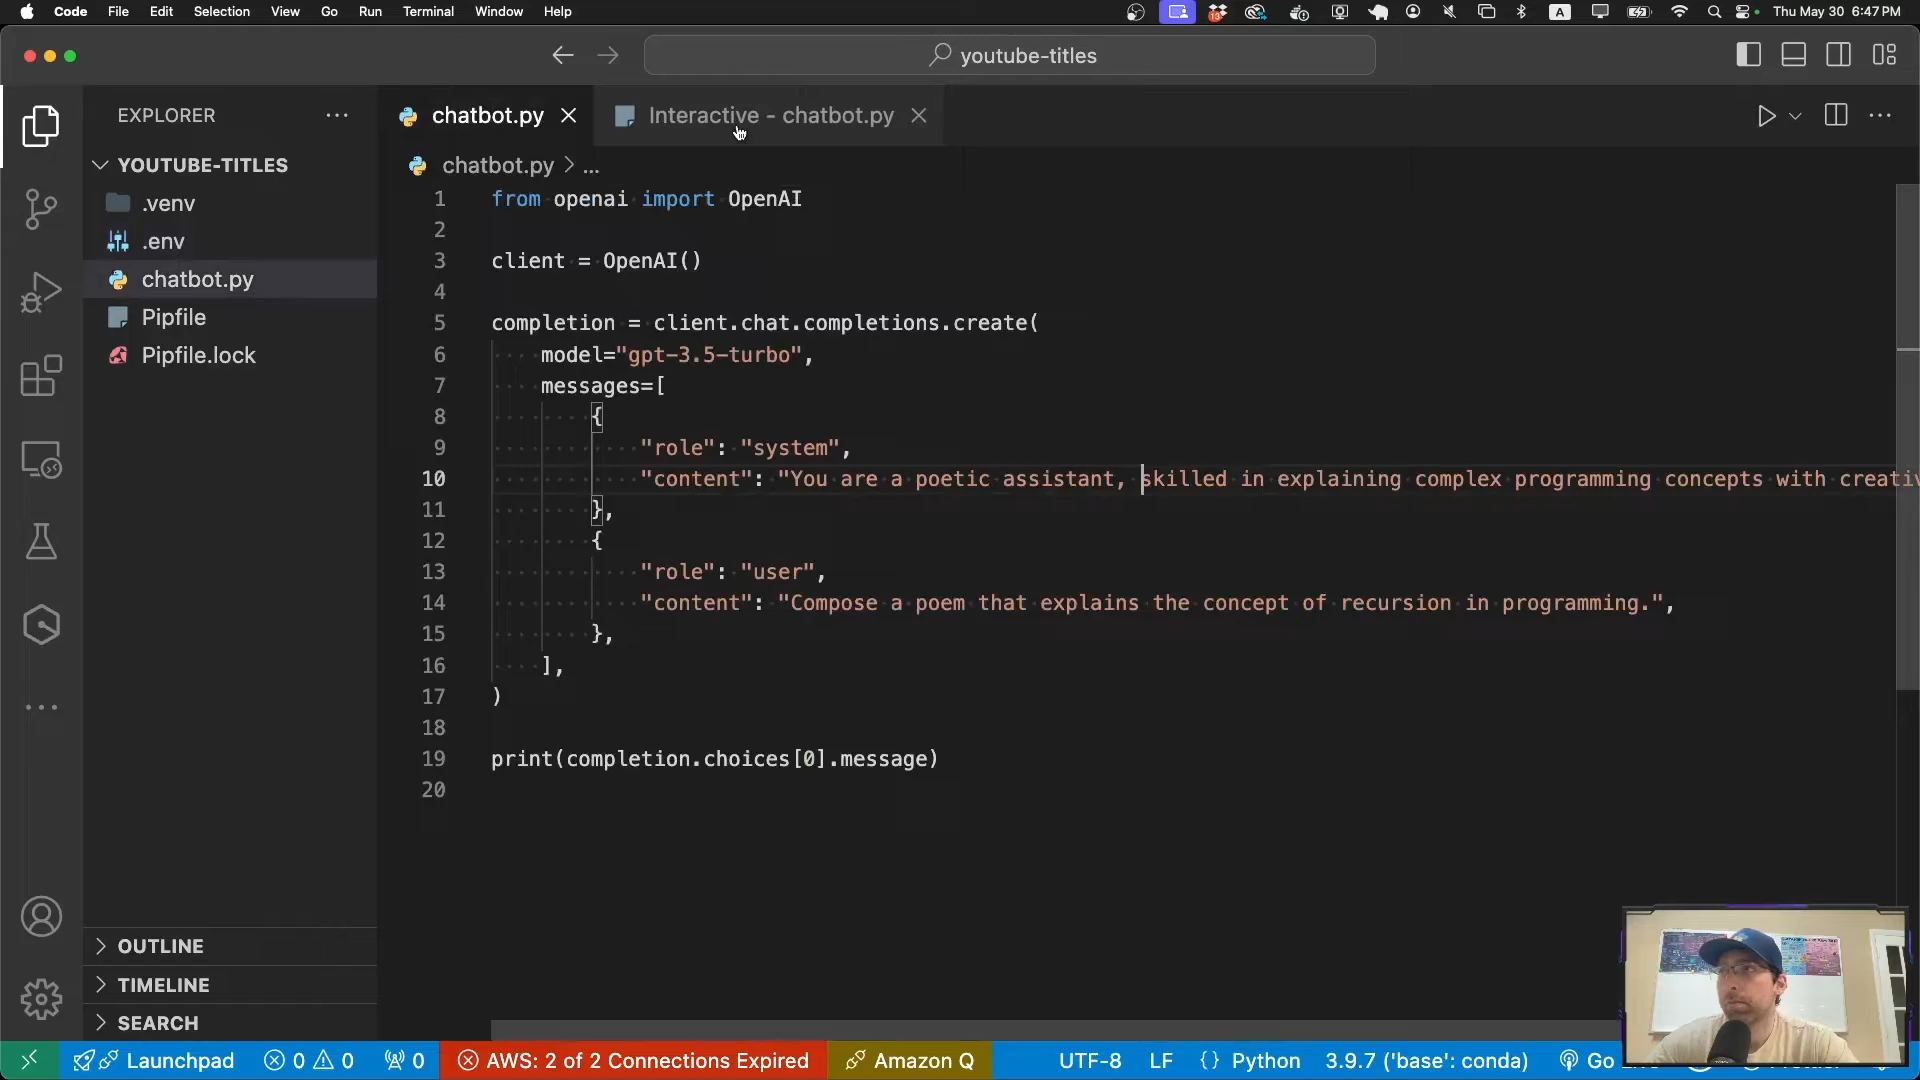 Code File Edit Selection View Go Run Terminal Window Help 13 A Thu May 30 6:47 PM
youtube-titles
EXPLORER
chatbot.py
Interactive - chatbot.py
YOUTUBE-TITLES
.venv
.env
chatbot.py
Pipfile
Pipfile.lock
chatbot.py > ...
1 from openai import OpenAI
2
3 client = OpenAI()
4
5 completion = client.chat.completions.create(
6 model="gpt-3.5-turbo",
7 messages=[
8 {
9 "role": "system",
10 "content": "You are a poetic assistant, skilled in explaining complex programming concepts with creativ
11 },
12 {
13 "role": "user",
14 "content": "Compose a poem that explains the concept of recursion in programming.",
15 },
16 ],
17 )
18
19 print(completion.choices[0].message)
20
OUTLINE
TIMELINE
SEARCH
Launchpad 0 0 0 AWS: 2 of 2 Connections Expired Amazon Q UTF-8 LF {} Python 3.9.7 ('base': conda) Go